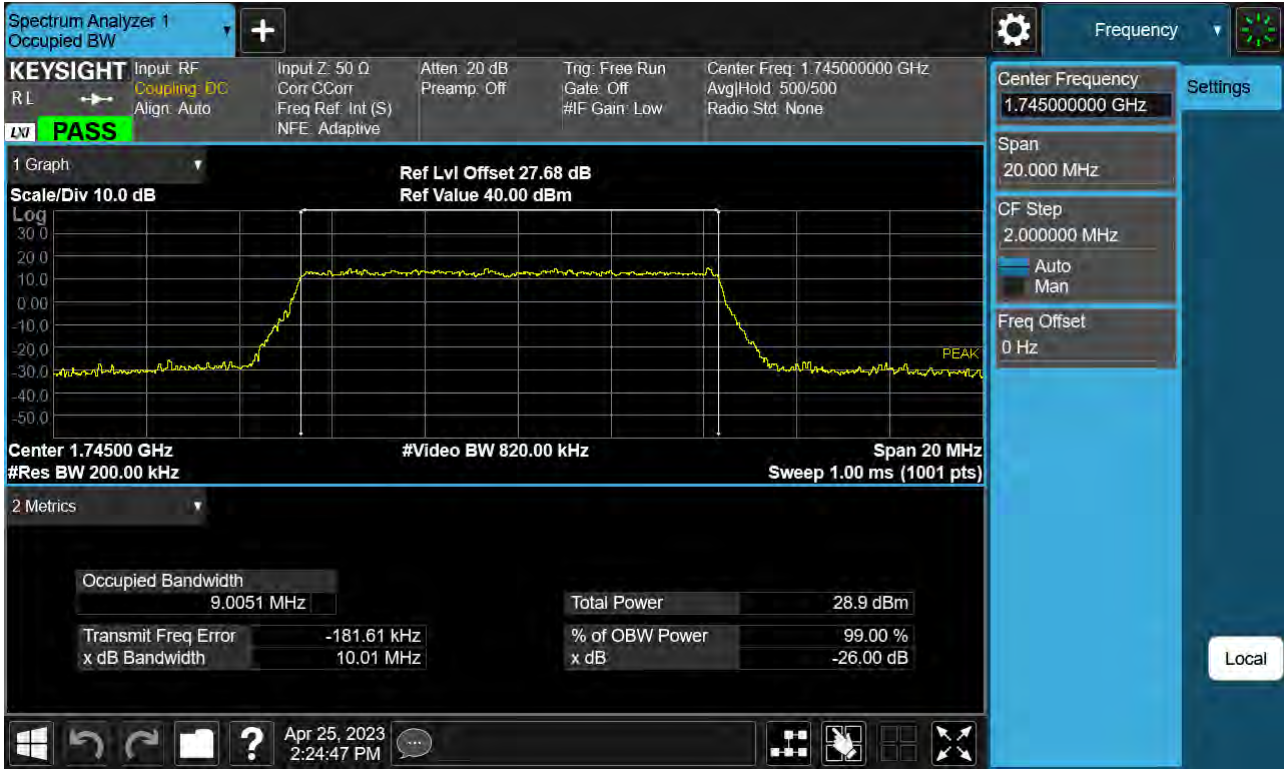 Spectrum Analyzer 1
Occupied BW
Frequency
KEYSIGHT
RL
LXI
PASS
Input: RF
Coupling: DC
Align: Auto
Input Z: 50 Ω
Corr CCorr
Freq Ref: Int (S)
NFE: Adaptive
Atten: 20 dB
Preamp: Off
Trig: Free Run
Gate: Off
#IF Gain: Low
Center Freq: 1.745000000 GHz
Avg|Hold: 500/500
Radio Std: None
Center Frequency
1.745000000 GHz
Settings
Span
20.000 MHz
CF Step
2.000000 MHz
Auto
Man
Freq Offset
0 Hz
Local
1 Graph
Scale/Div 10.0 dB
Ref Lvl Offset 27.68 dB
Ref Value 40.00 dBm
Log
30.0
20.0
10.0
0.00
-10.0
-20.0
-30.0
-40.0
-50.0
PEAK
Center 1.74500 GHz
#Video BW 820.00 kHz
Span 20 MHz
#Res BW 200.00 kHz
Sweep 1.00 ms (1001 pts)
2 Metrics
Occupied Bandwidth
9.0051 MHz
Total Power 28.9 dBm
Transmit Freq Error -181.61 kHz
% of OBW Power 99.00 %
x dB Bandwidth 10.01 MHz
x dB -26.00 dB
?
Apr 25, 2023
2:24:47 PM